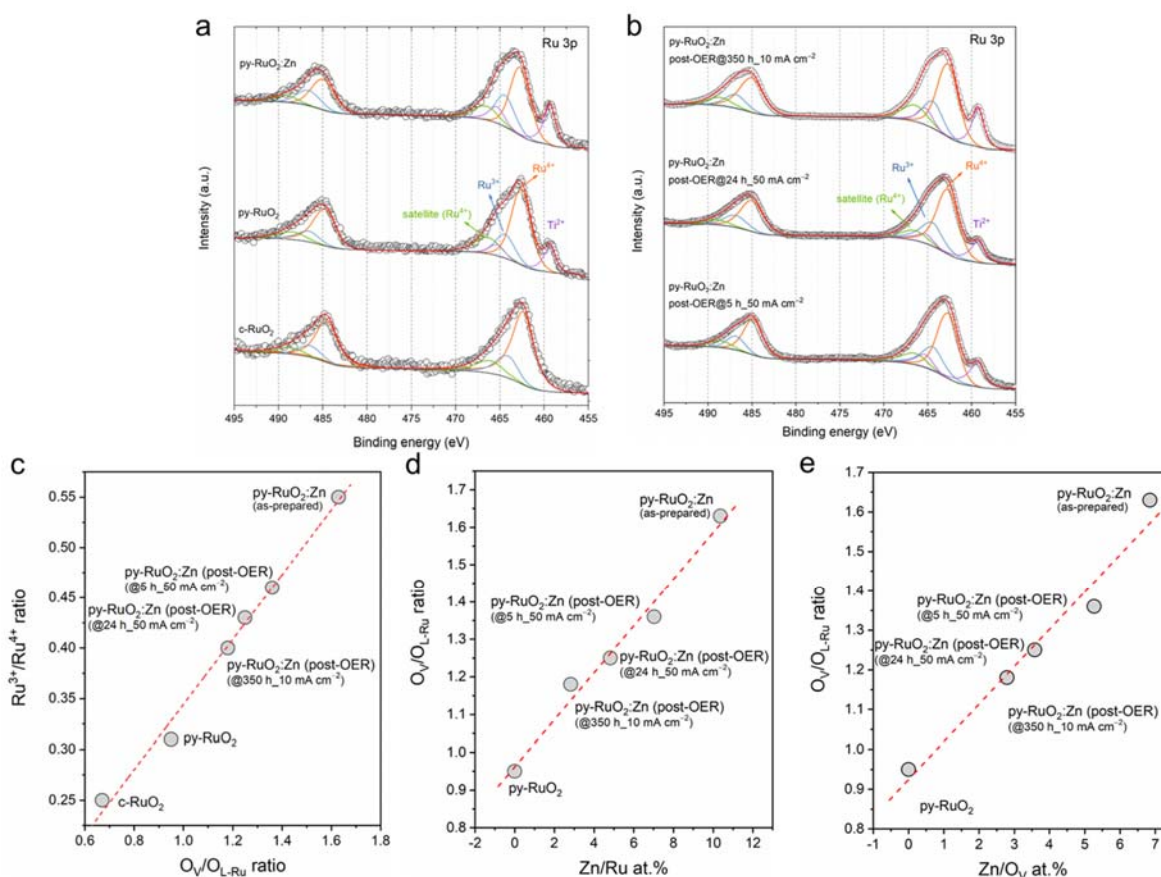 a
Ru 3p
py-RuO₂:Zn
py-RuO₂
c-RuO₂
Ru⁴⁺
Ru³⁺
satellite (Ru⁴⁺)
Ti²⁺
Intensity (a.u.)
495 490 485 480 475 470 465 460 455
Binding energy (eV)
b
Ru 3p
py-RuO₂:Zn
post-OER@350 h_10 mA cm⁻²
py-RuO₂:Zn
post-OER@24 h_50 mA cm⁻²
py-RuO₂:Zn
post-OER@5 h_50 mA cm⁻²
Ru⁴⁺
Ru³⁺
satellite (Ru⁴⁺)
Ti²⁺
Intensity (a.u.)
495 490 485 480 475 470 465 460 455
Binding energy (eV)
c
0.55
0.50
0.45
0.40
0.35
0.30
0.25
Ru³⁺/Ru⁴⁺ ratio
py-RuO₂:Zn
(as-prepared)
py-RuO₂:Zn (post-OER)
(@5 h_50 mA cm⁻²)
py-RuO₂:Zn (post-OER)
(@24 h_50 mA cm⁻²)
py-RuO₂:Zn (post-OER)
(@350 h_10 mA cm⁻²)
py-RuO₂
c-RuO₂
0.6 0.8 1.0 1.2 1.4 1.6 1.8
O_V/O_L-Ru ratio
d
1.7
1.6
1.5
1.4
1.3
1.2
1.1
1.0
0.9
0.8
O_V/O_L-Ru ratio
py-RuO₂:Zn
(as-prepared)
py-RuO₂:Zn (post-OER)
(@5 h_50 mA cm⁻²)
py-RuO₂:Zn (post-OER)
(@24 h_50 mA cm⁻²)
py-RuO₂:Zn (post-OER)
(@350 h_10 mA cm⁻²)
py-RuO₂
-2 0 2 4 6 8 10 12
Zn/Ru at.%
e
1.7
1.6
1.5
1.4
1.3
1.2
1.1
1.0
0.9
0.8
O_V/O_L-Ru ratio
py-RuO₂:Zn
(as-prepared)
py-RuO₂:Zn (post-OER)
(@5 h_50 mA cm⁻²)
py-RuO₂:Zn (post-OER)
(@24 h_50 mA cm⁻²)
py-RuO₂:Zn (post-OER)
(@350 h_10 mA cm⁻²)
py-RuO₂
-1 0 1 2 3 4 5 6 7
Zn/O_V at.%